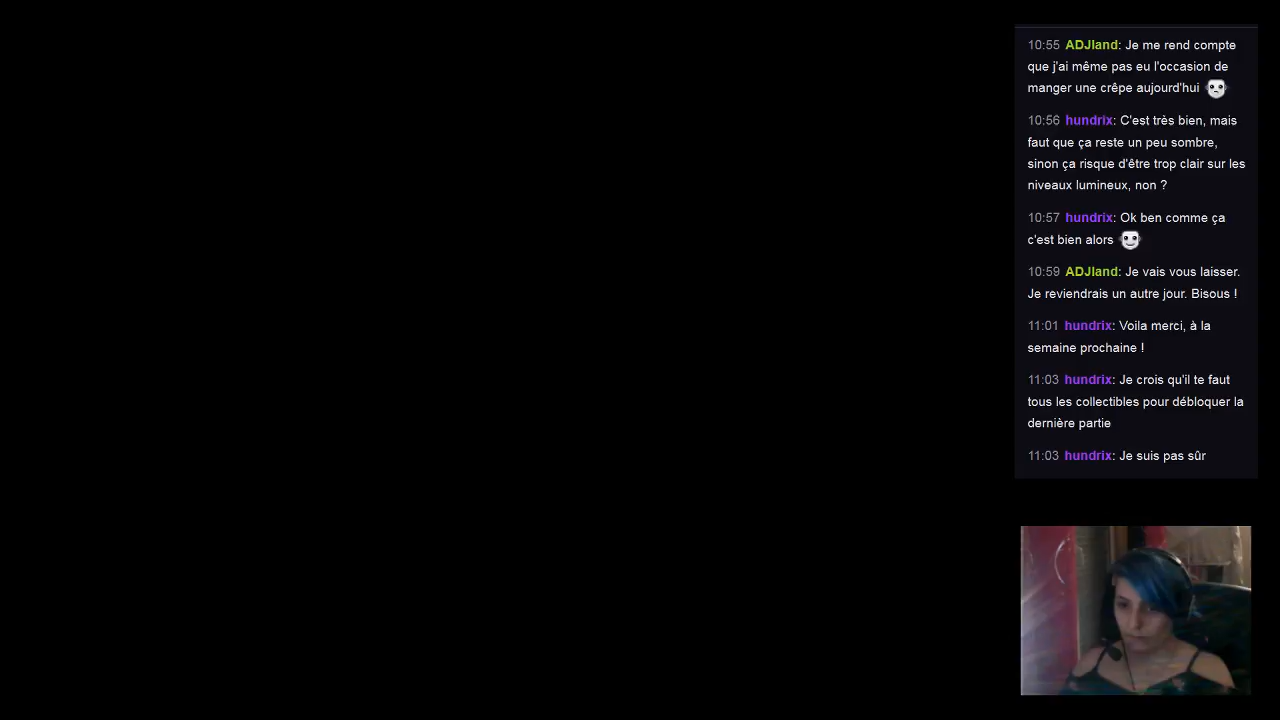 10:55 ADJland: Je me rend compte
que j'ai même pas eu l'occasion de
manger une crêpe aujourd'hui
10:56 hundrix: C'est très bien, mais
faut que ça reste un peu sombre,
sinon ça risque d'être trop clair sur les
niveaux lumineux, non ?
10:57 hundrix: Ok ben comme ça
c'est bien alors
10:59 ADJland: Je vais vous laisser.
Je reviendrais un autre jour. Bisous !
11:01 hundrix: Voila merci, à la
semaine prochaine !
11:03 hundrix: Je crois qu'il te faut
tous les collectibles pour débloquer la
dernière partie
11:03 hundrix: Je suis pas sûr